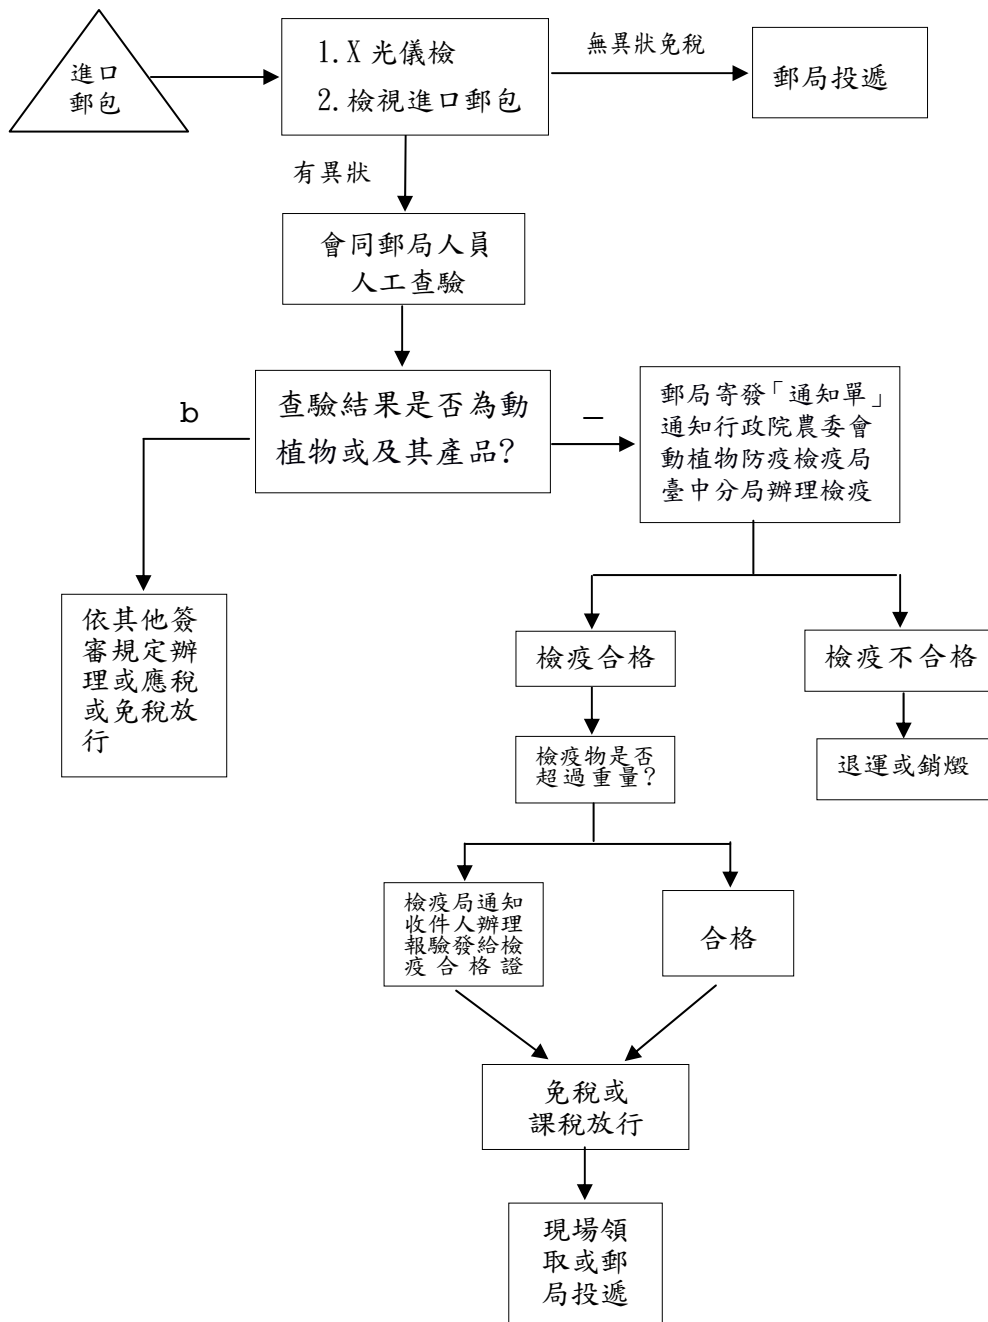 進口
郵包
1. X 光儀檢
2. 檢視進口郵包
無異狀免稅
郵局投遞
有異狀
會同郵局人員
人工查驗
查驗結果是否為動
植物或及其產品?
b
—
郵局寄發「通知單」
通知行政院農委會
動植物防疫檢疫局
臺中分局辦理檢疫
依其他簽
審規定辦
理或應稅
或免稅放
行
檢疫合格
檢疫不合格
檢疫物是否
超過重量?
退運或銷燬
檢疫局通知
收件人辦理
報驗發給檢
疫合格證
合格
免稅或
課稅放行
現場領
取或郵
局投遞